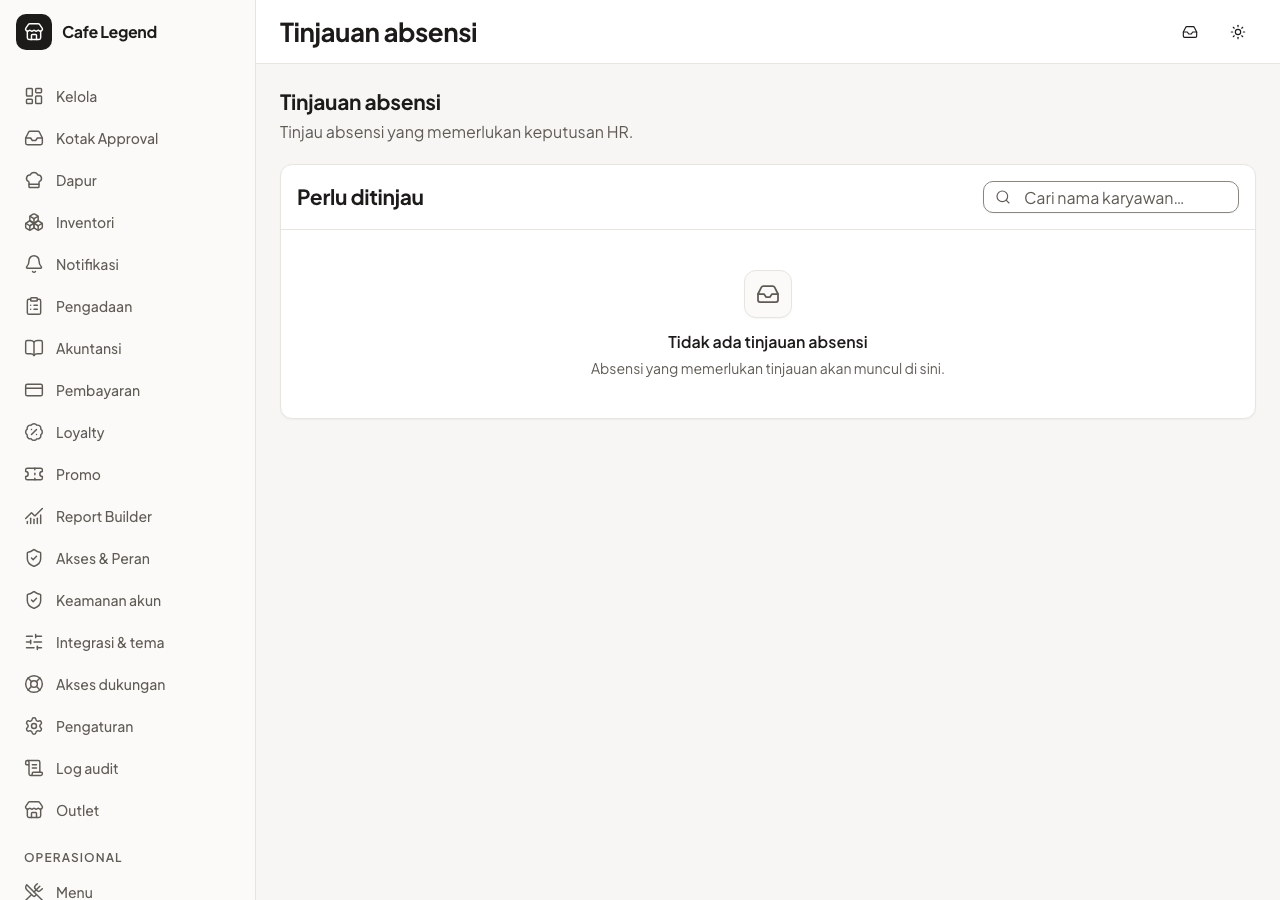 Cafe Legend
Kelola
Kotak Approval
Dapur
Inventori
Notifikasi
Pengadaan
Akuntansi
Pembayaran
Loyalty
Promo
Report Builder
Akses & Peran
Keamanan akun
Integrasi & tema
Akses dukungan
Pengaturan
Log audit
Outlet
OPERASIONAL
Menu
Tinjauan absensi
Tinjauan absensi
Tinjau absensi yang memerlukan keputusan HR.
Perlu ditinjau
Cari nama karyawan...
Tidak ada tinjauan absensi
Absensi yang memerlukan tinjauan akan muncul di sini.